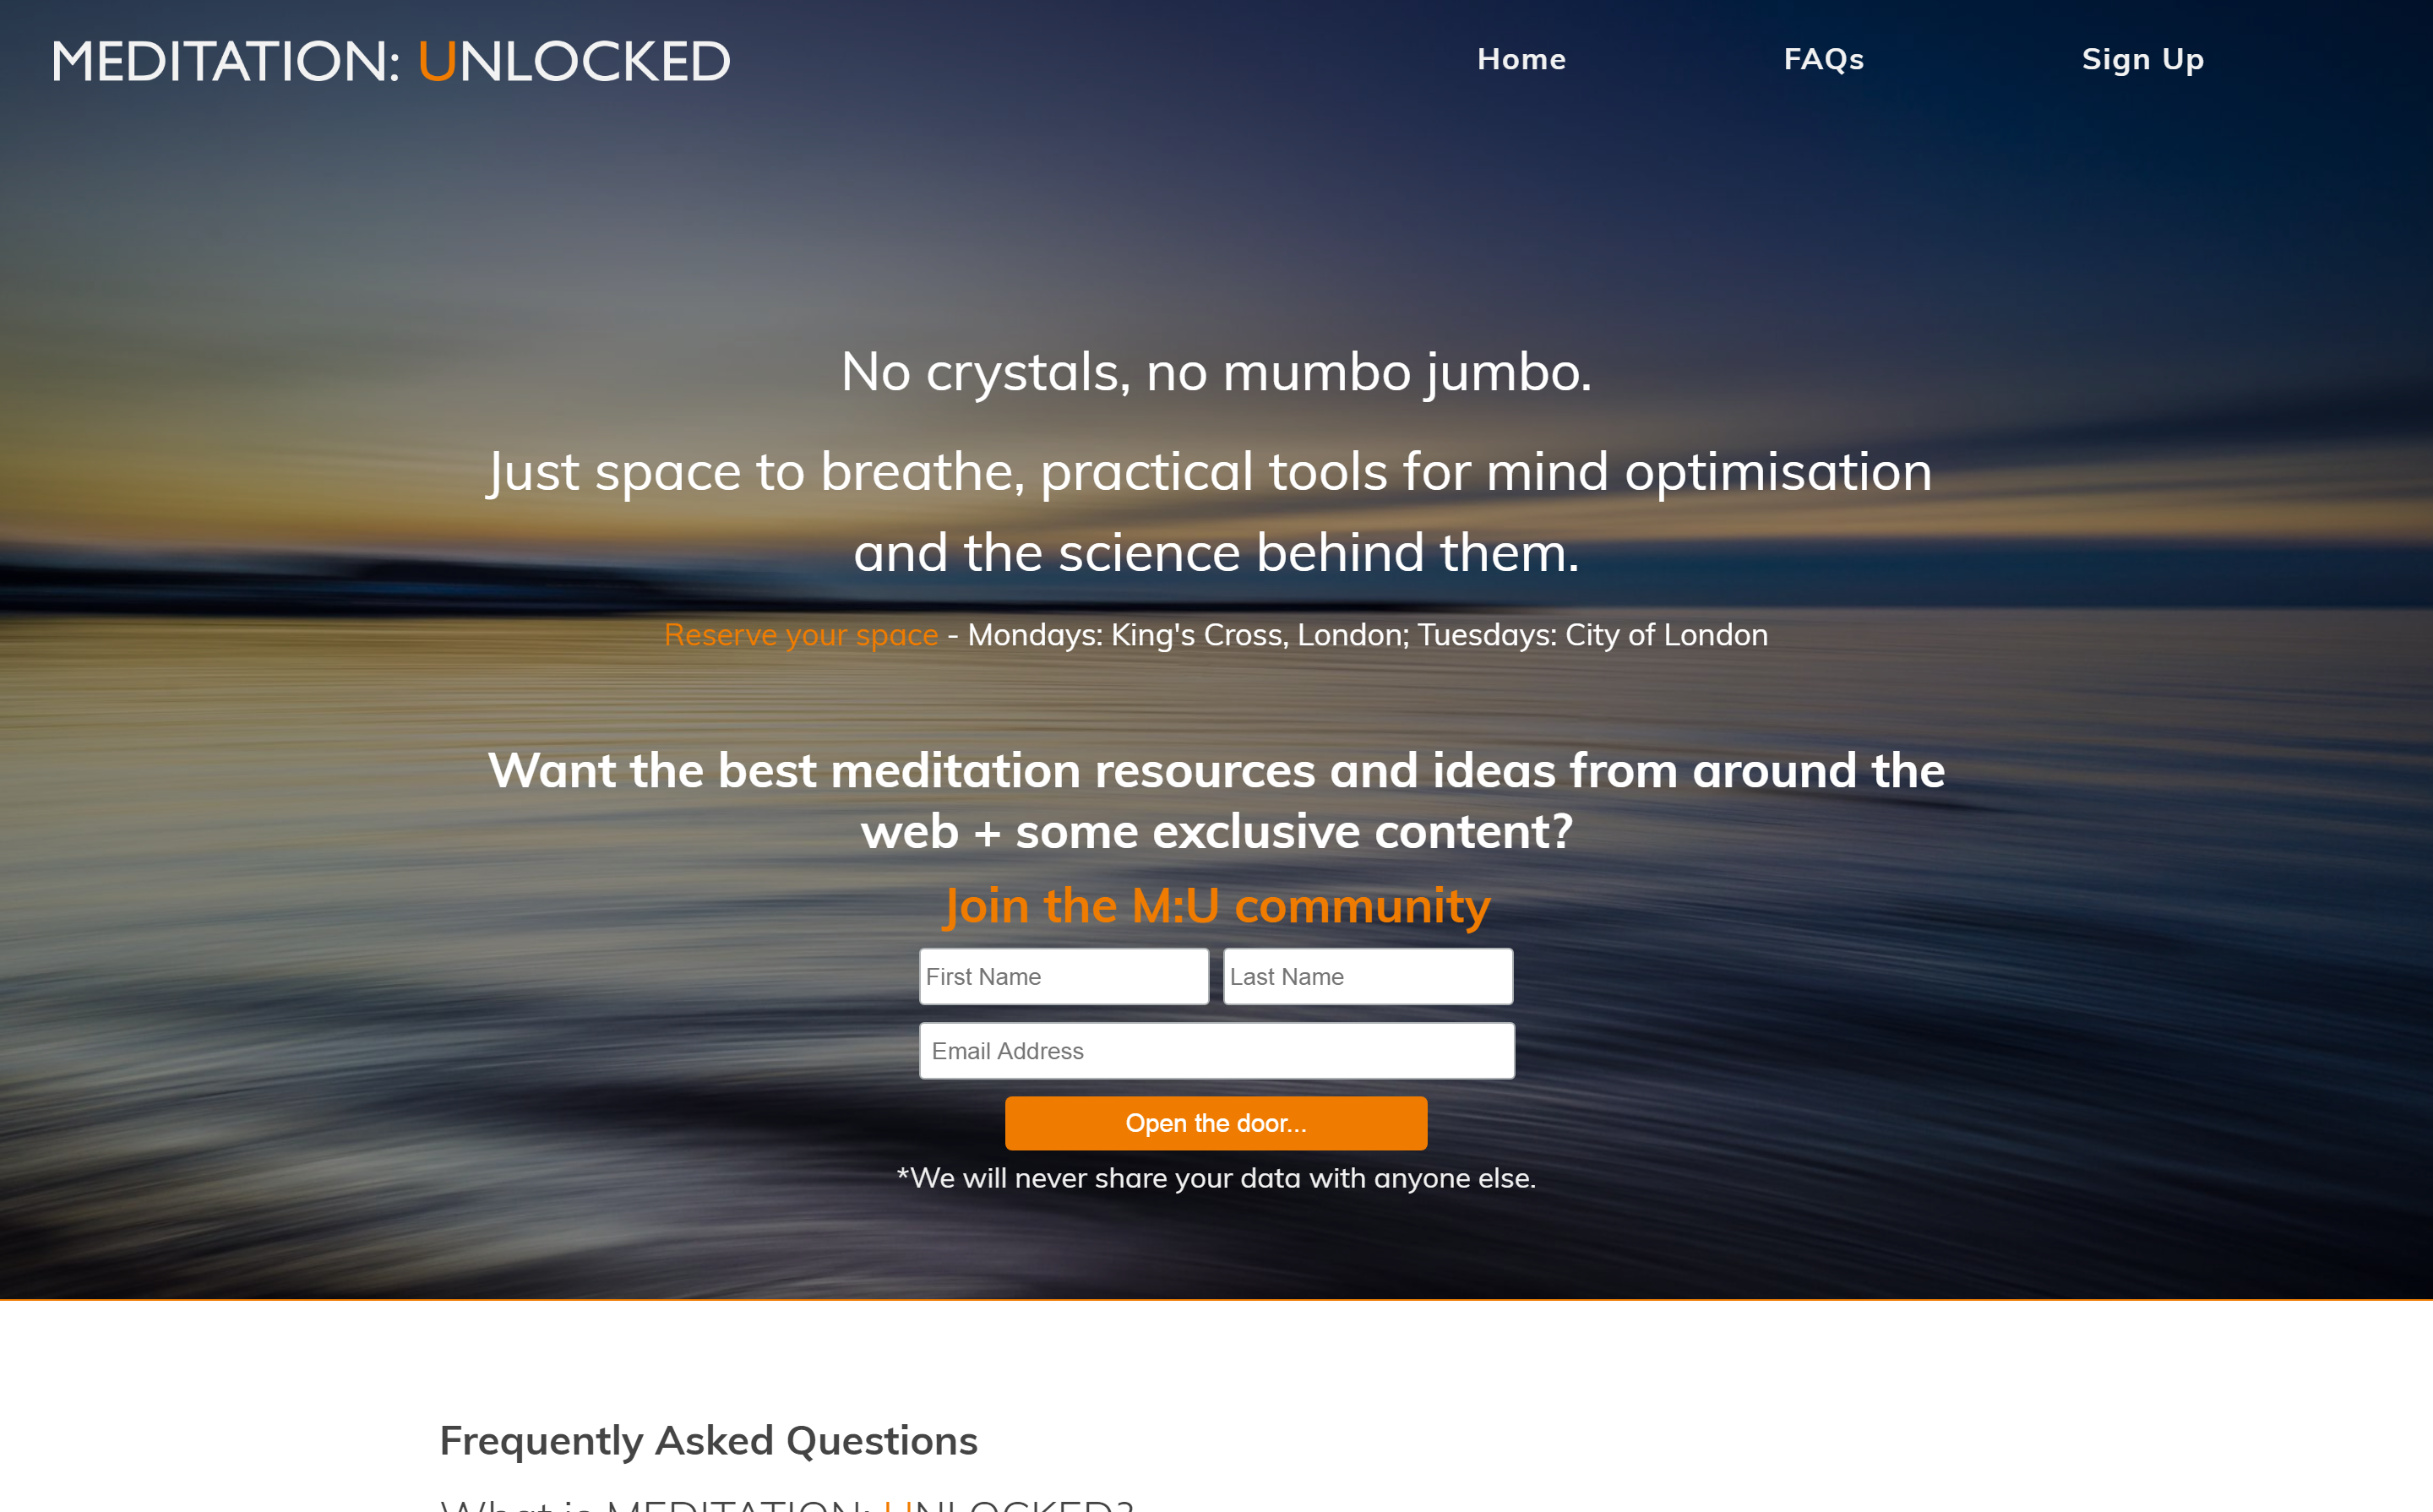 MEDITATION: UNLOCKED
Home FAQs Sign Up
No crystals, no mumbo jumbo.
Just space to breathe, practical tools for mind optimisation
and the science behind them.
Reserve your space - Mondays: King's Cross, London; Tuesdays: City of London
Want the best meditation resources and ideas from around the
web + some exclusive content?
Join the M:U community
First Name Last Name
Email Address
Open the door...
*We will never share your data with anyone else.
Frequently Asked Questions
What is MEDITATION: UNLOCKED?